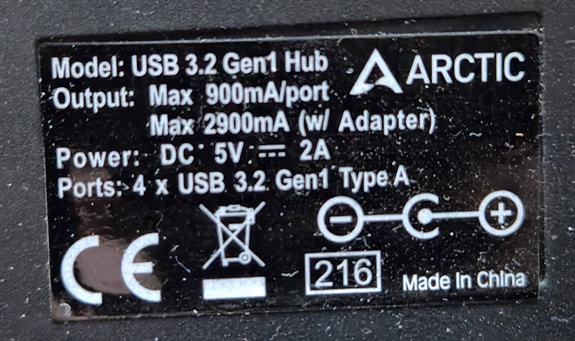 Model: USB 3.2 Gen1 Hub
ARCTIC
Output: Max 900mA/port
Max 2900mA (w/ Adapter)
Power: DC 5V ⎓ 2A
Ports: 4 x USB 3.2 Gen1 Type A
CE
216
Made In China